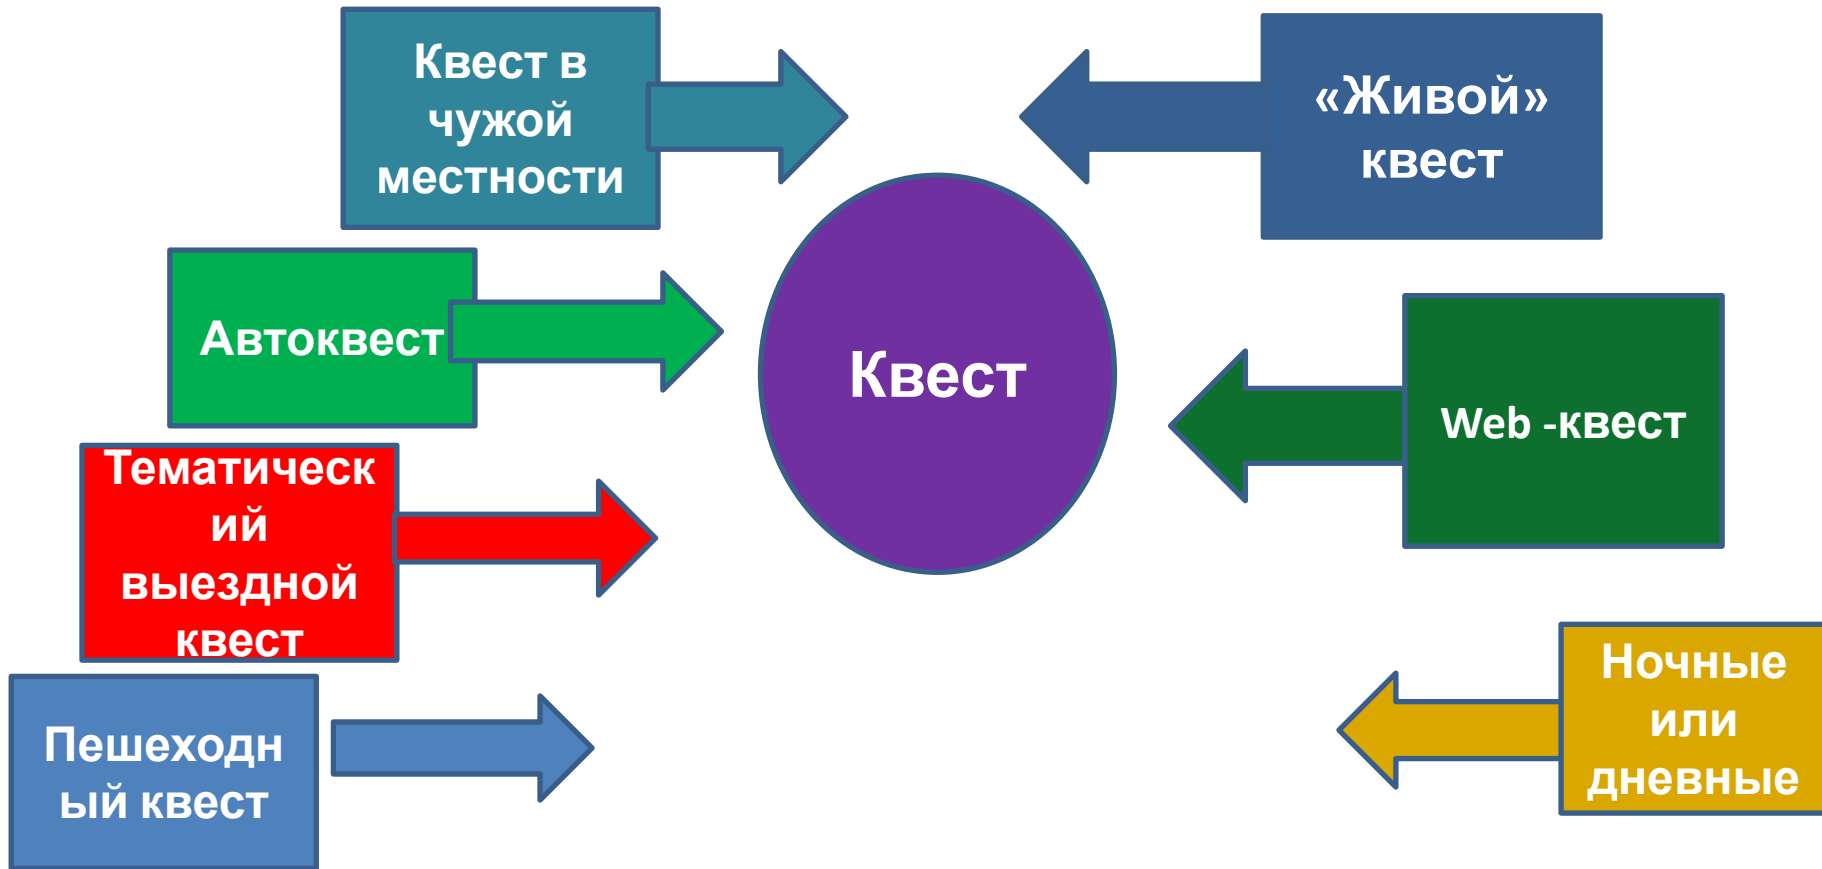 Квест в
чужой
местности
«Живой»
квест
Автоквест
Квест
Web -квест
Тематическ
ий
выездной
квест
Пешеходн
ый квест
Ночные
или
дневные